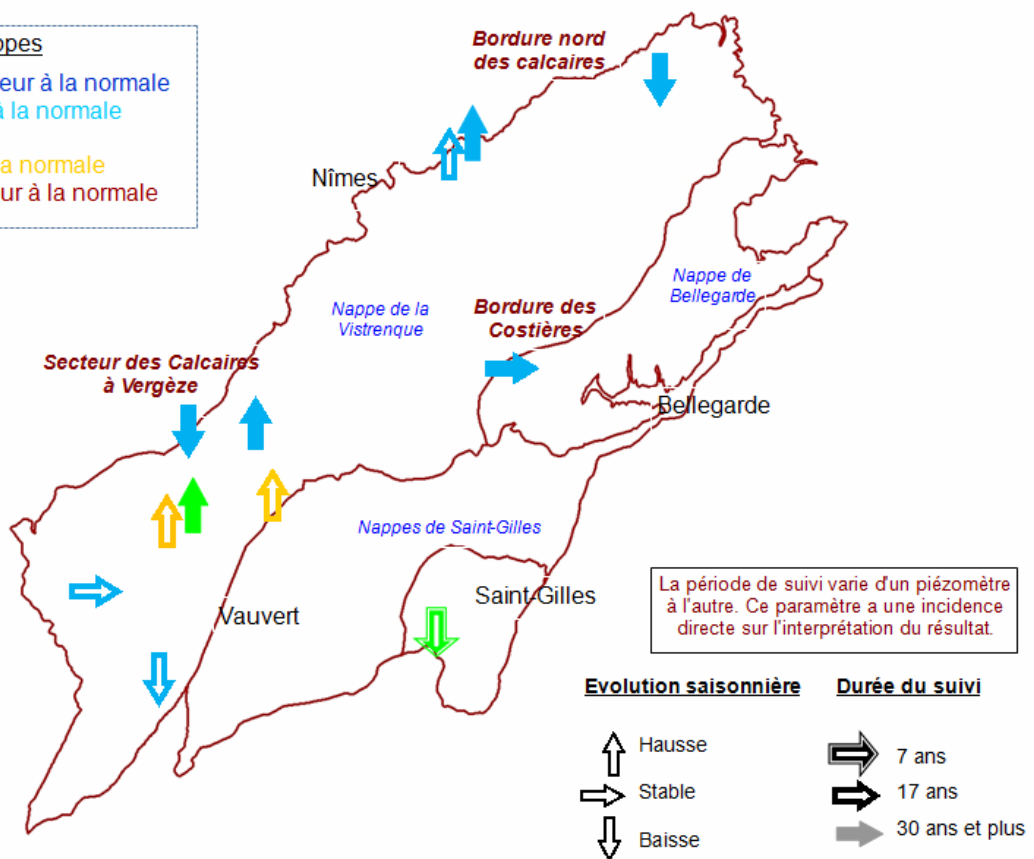 à la normale
à la normale
la normale
à la normale
Bordure nord
des calcaires
Nîmes
Nappe de
Bellegarde
Nappe de la
Vistrenque
Bordure des
Costières
Secteur des Calcaires
à Vergèze
Bellegarde
Nappes de Saint-Gilles
Saint-Gilles
Vauvert
La période de suivi varie d'un piézomètre
à l'autre. Ce paramètre a une incidence
directe sur l'interprétation du résultat.
Evolution saisonnière
Hausse
Stable
Baisse
Durée du suivi
7 ans
17 ans
30 ans et plus